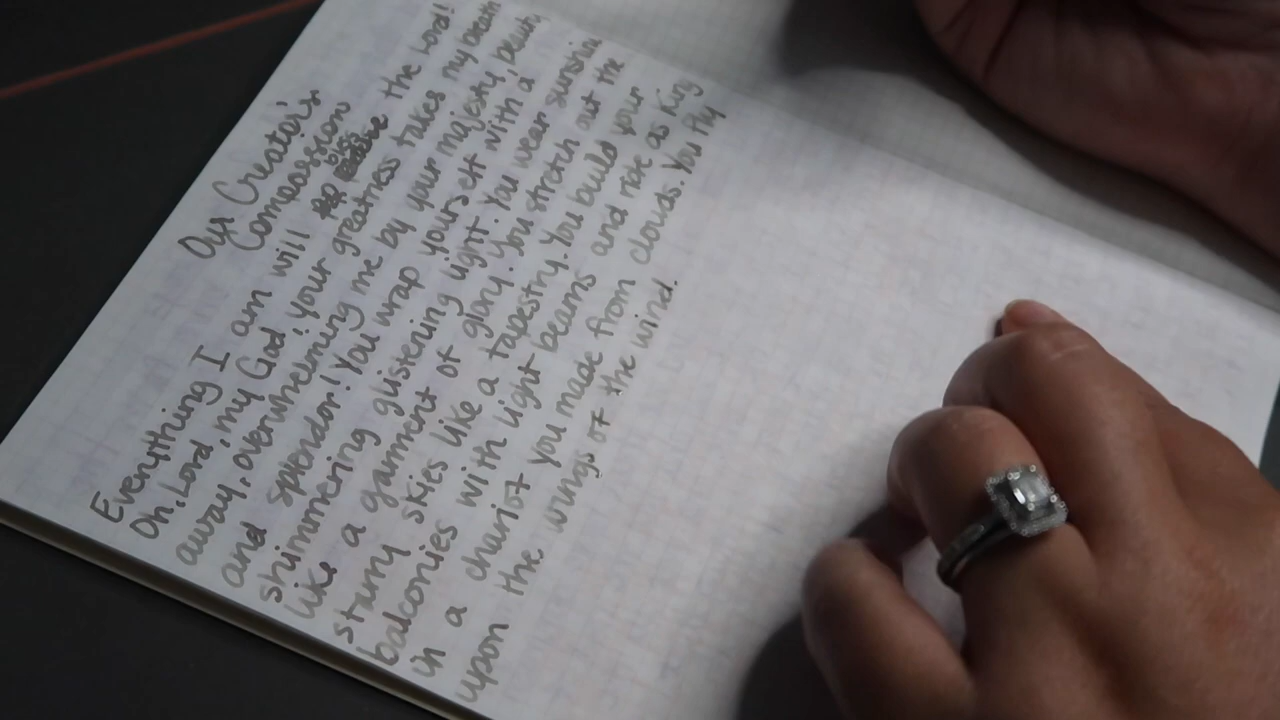 Our Creator's
Compassion
Everything I am will bless the Lord!
Oh, Lord, my God, your greatness takes my breath
away, overwhelming me by your majesty, beauty
and splendor! You wrap yourself with a
shimmering glistening light. You wear sunshine
like a garment of glory. You stretch out the
starry skies like a tapestry. You build your
balconies with light beams and ride as King
in a chariot you made from clouds. You fly
upon the wings of the wind.